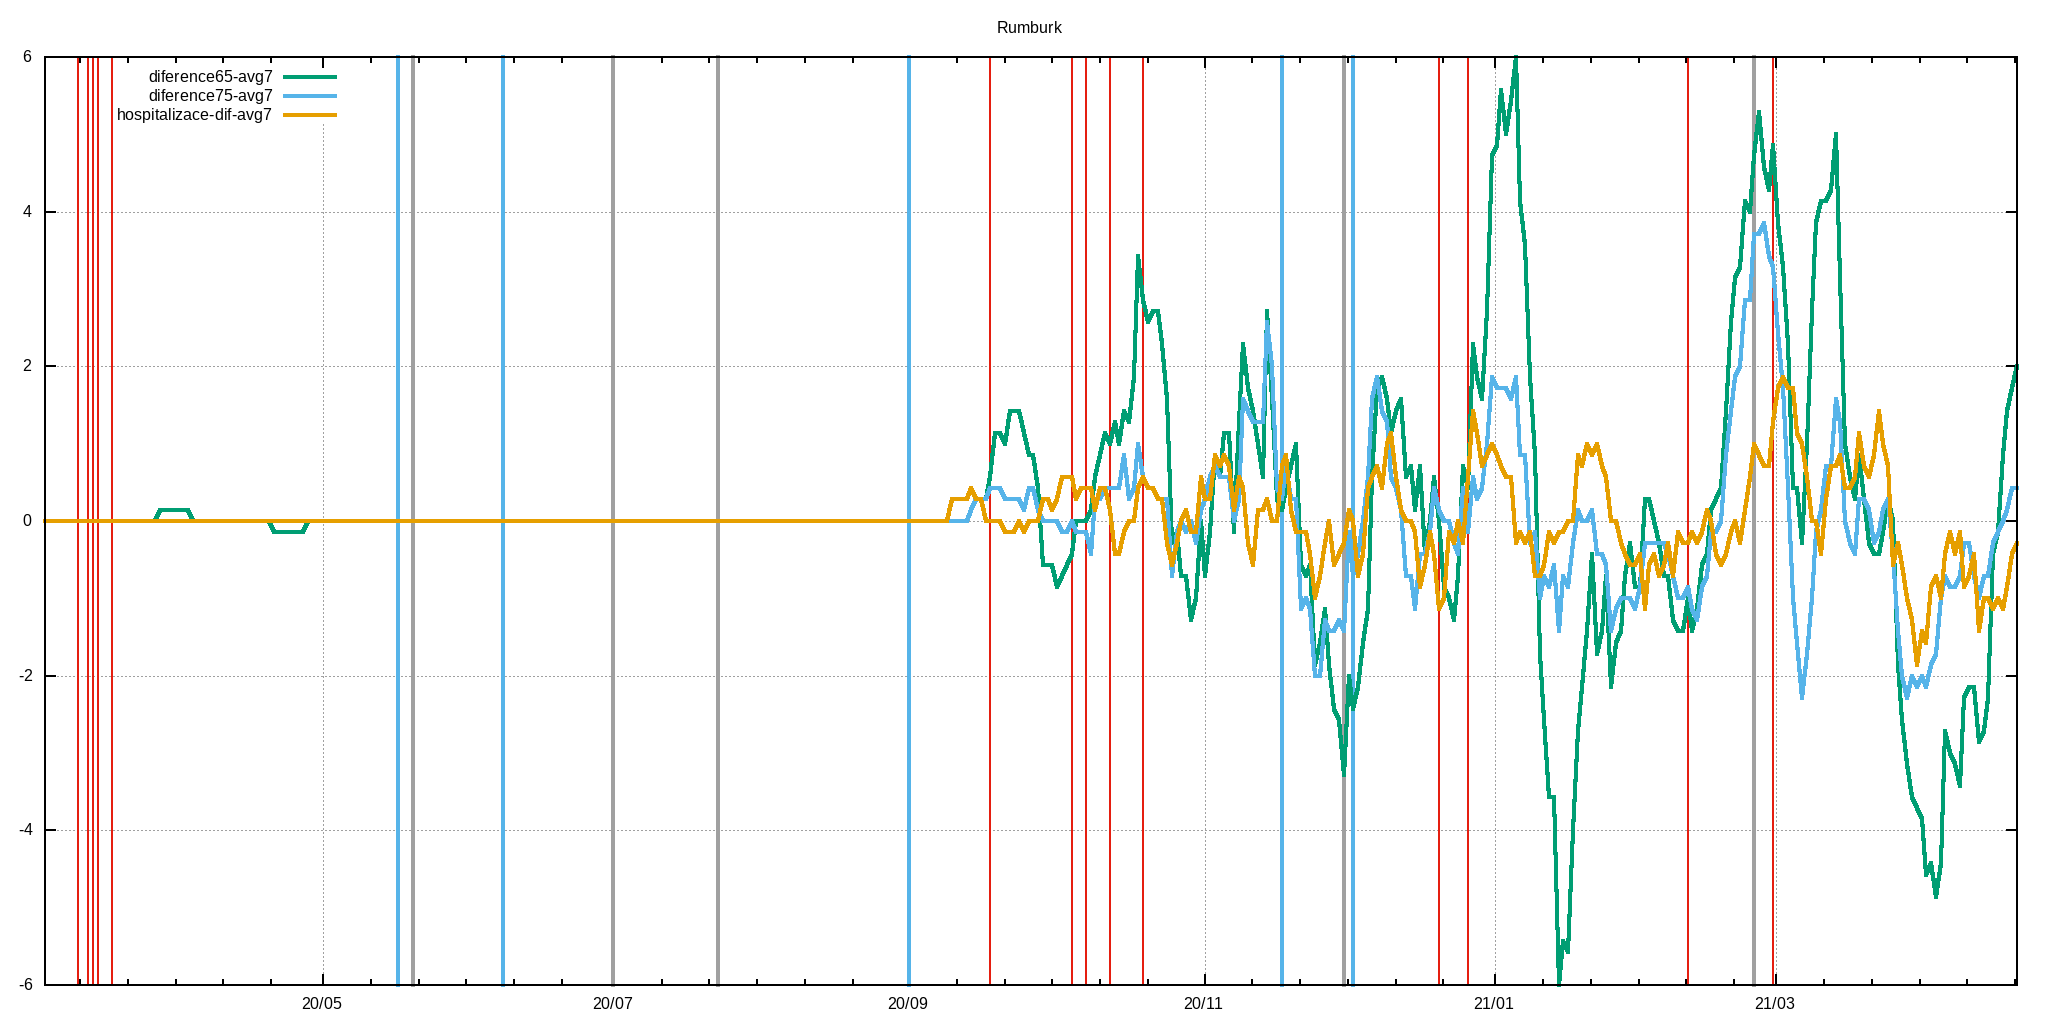 Rumburk
diference65-avg7
diference75-avg7
hospitalizace-dif-avg7
6
4
2
0
-2
-4
-6
20/05 20/07 20/09 20/11 21/01 21/03